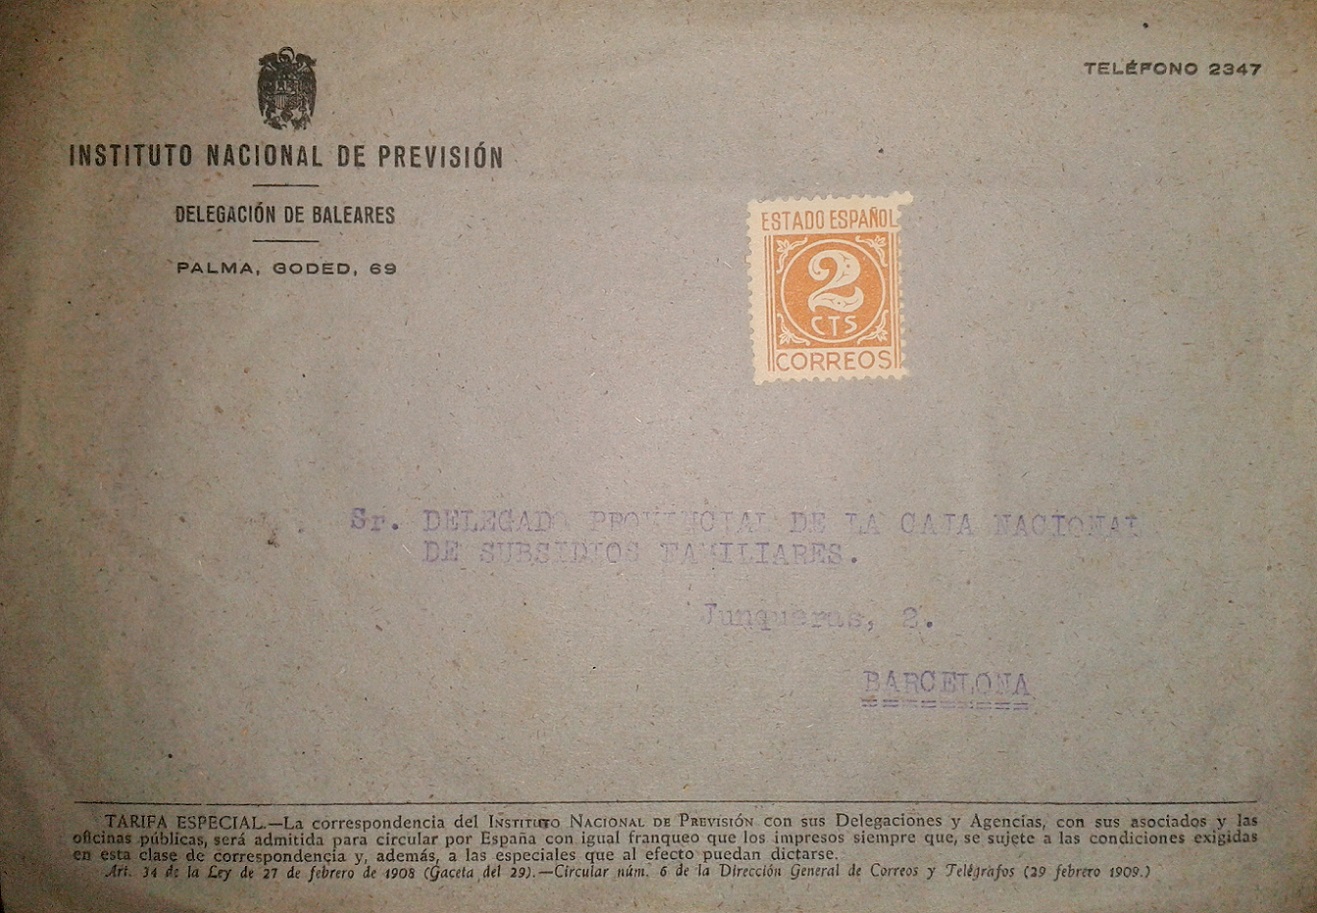 INSTITUTO NACIONAL DE PREVISIÓN
DELEGACIÓN DE BALEARES
PALMA, GODED, 69
TELÉFONO 2347
ESTADO ESPAÑOL
2
CTS
CORREOS
Sr. DELEGADO PROVINCIAL DE LA CAJA NACIONAL
DE SUBSIDIOS FAMILIARES.
Junqueras, 2.
BARCELONA
TARIFA ESPECIAL.—La correspondencia del INSTITUTO NACIONAL DE PREVISIÓN con sus Delegaciones y Agencias, con sus asociados y las
oficinas públicas, será admitida para circular por España con igual franqueo que los impresos siempre que, se sujete a las condiciones exigidas
en esta clase de correspondencia y, además, a las especiales que al efecto puedan dictarse.
Art. 34 de la Ley de 27 de febrero de 1908 (Gaceta del 29).—Circular núm. 6 de la Dirección General de Correos y Telégrafos (29 febrero 1909.)